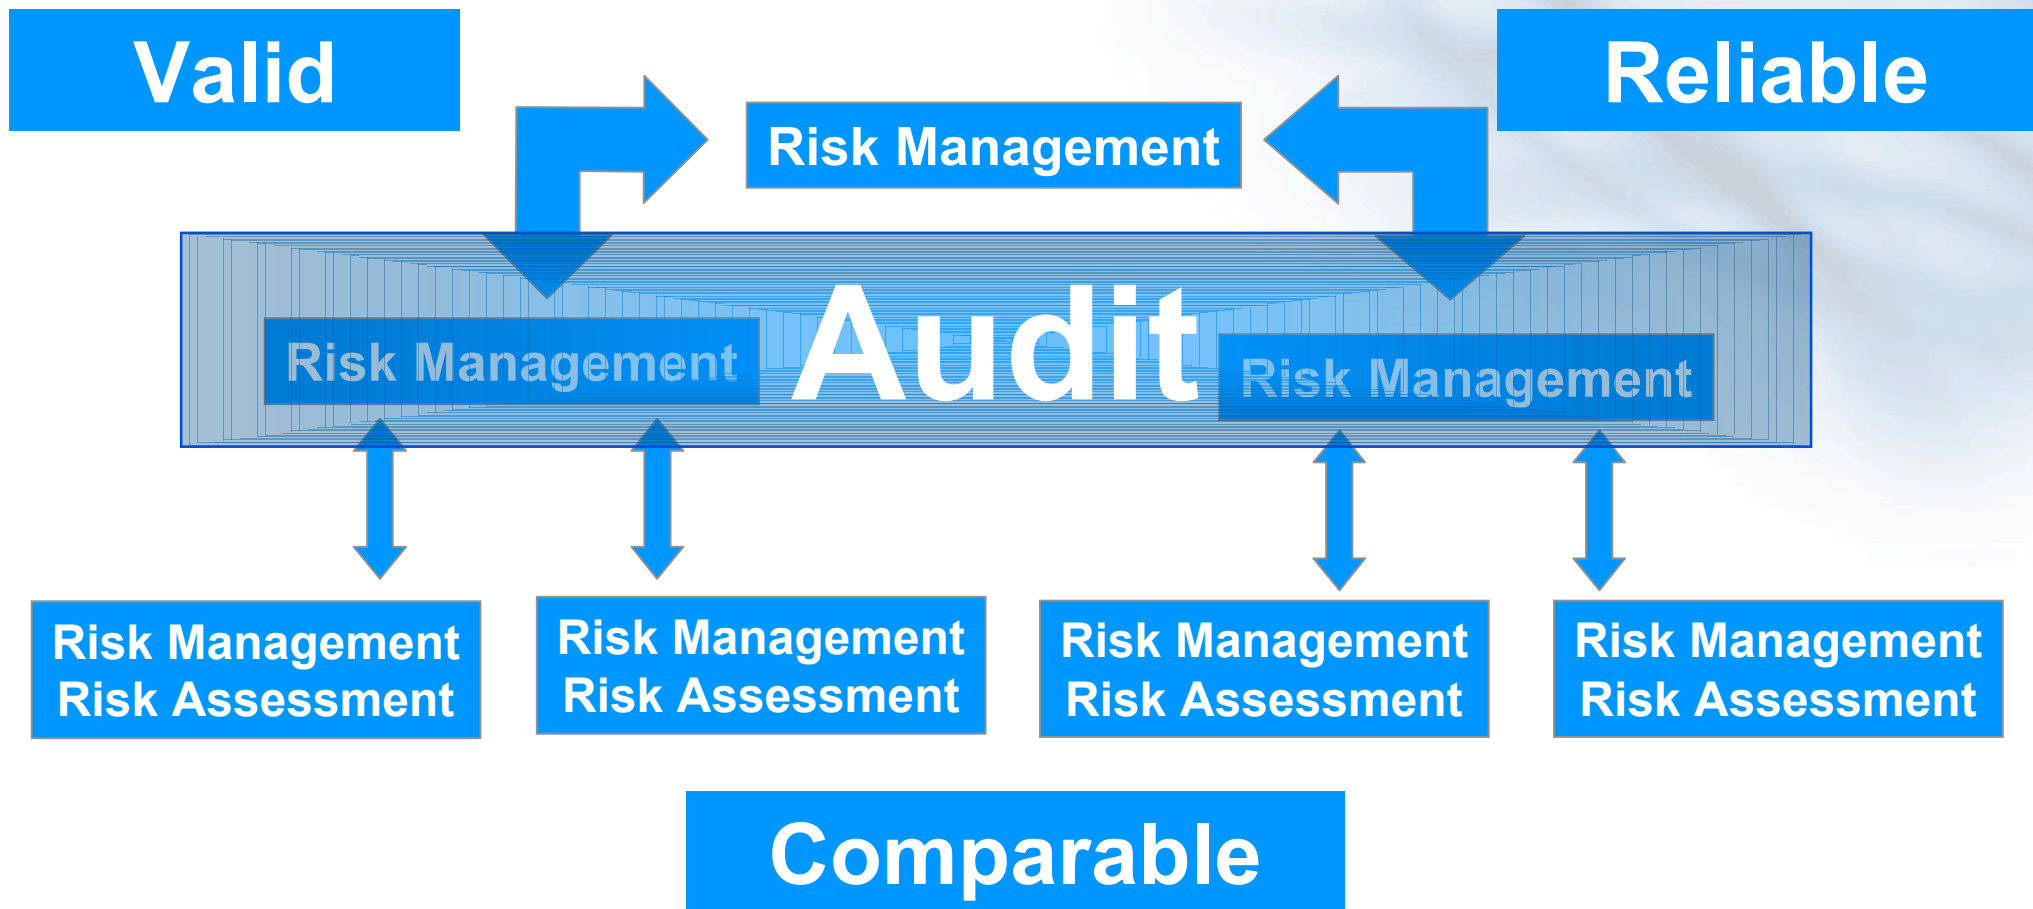 Valid
Reliable
Risk Management
Audit
Risk Management
Risk Management
Risk Management
Risk Assessment
Risk Management
Risk Assessment
Risk Management
Risk Assessment
Risk Management
Risk Assessment
Comparable